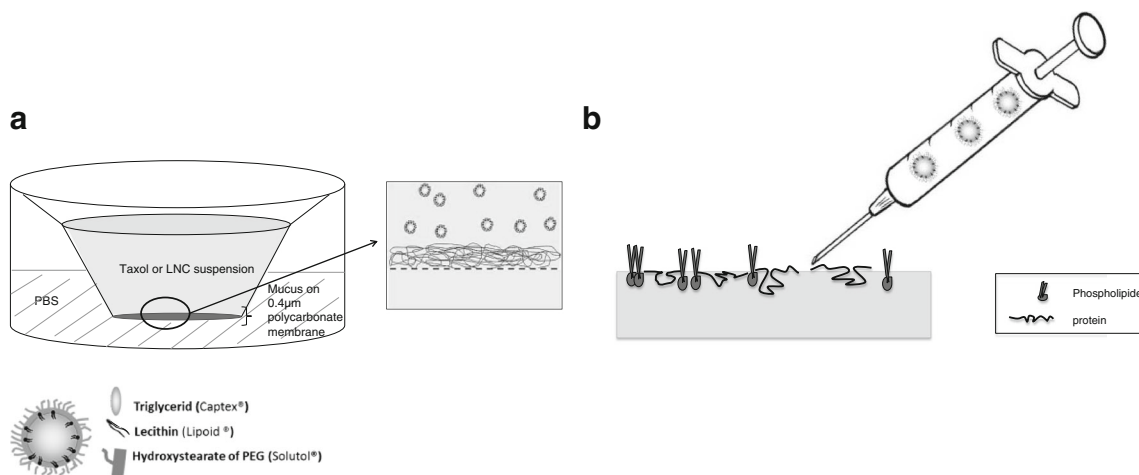 a
Taxol or LNC suspension
PBS
Mucus on
0.4µm
polycarbonate
membrane
Triglycerid (Captex®)
Lecithin (Lipoid ®)
Hydroxystearate of PEG (Solutol®)
b
Phospholipide
protein